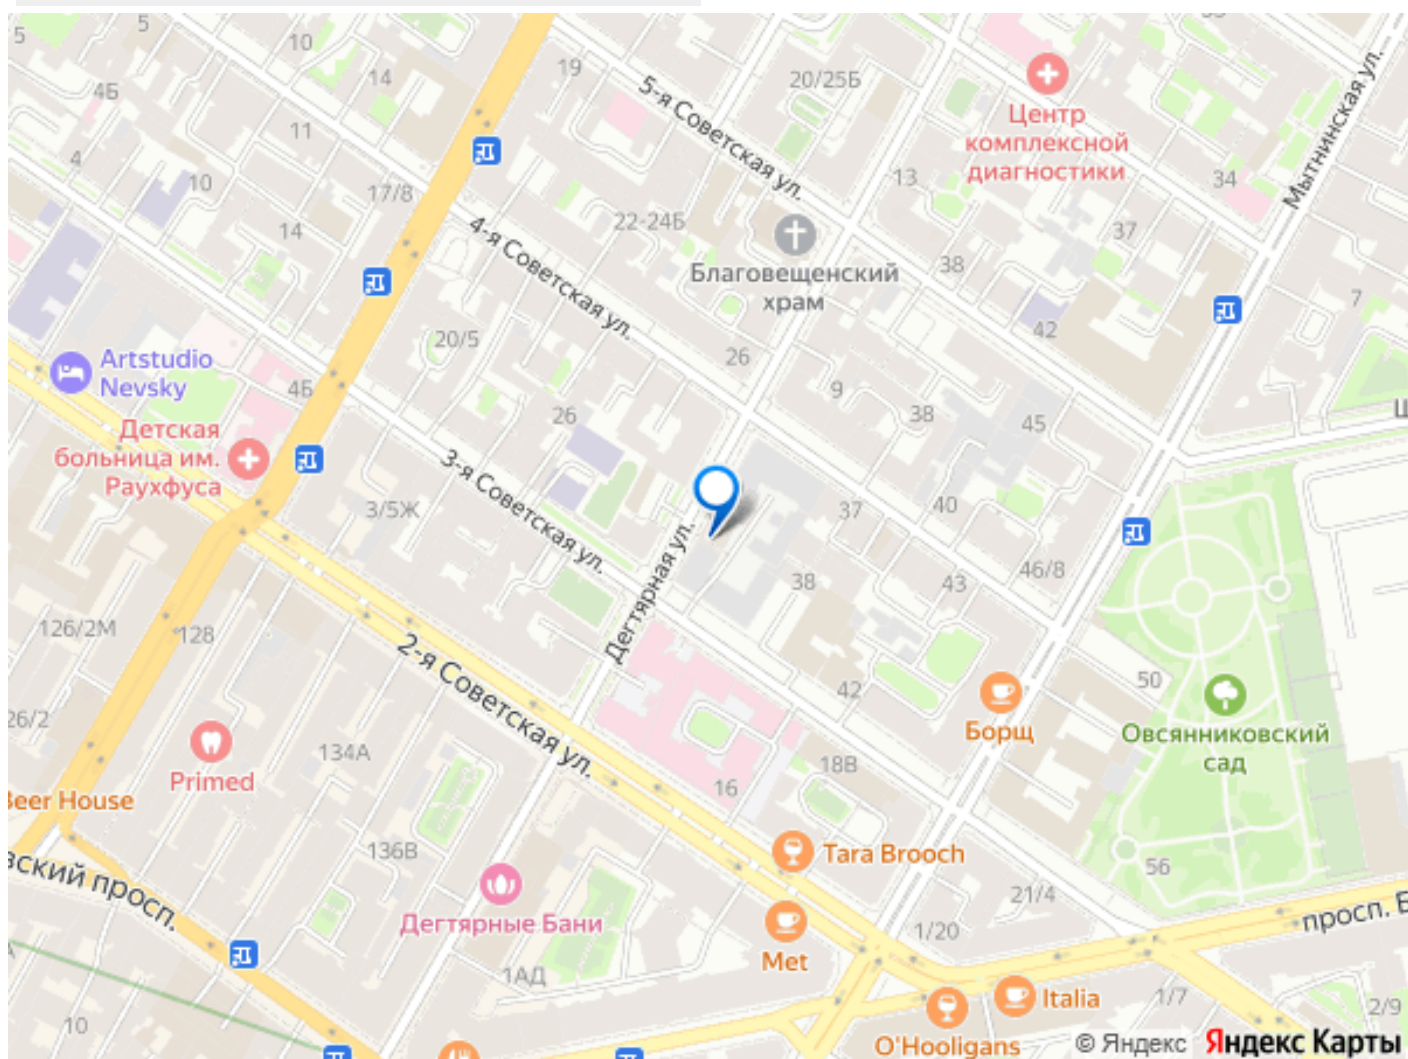 5
5
10
20/25Б
33
19
14
4Б
5-я Советская ул.
Центр
комплексной
диагностики
Мытнинская ул.
11
4
10
17/8
13
34
14
22-24Б
4-я Советская ул.
37
38
Благовещенский
храм
7
42
20/5
26
Artstudio
Nevsky
4Б
9
26
38
45
Детская
больница им.
Раухфуса
3-я Советская ул.
3/5Ж
37
40
Дегтярная ул.
38
43
46/8
126/2М
128
2-я Советская ул.
42
50
26/2
Борщ
Овсянниковский
сад
134А
18В
Primed
16
Beer House
136В
Tara Brooch
56
вский просп.
21/4
Дегтярные Бани
просп. Б
1/20
Met
1АД
Italia
1/7
2/9
10
O'Hooligans
© Яндекс Яндекс Карты